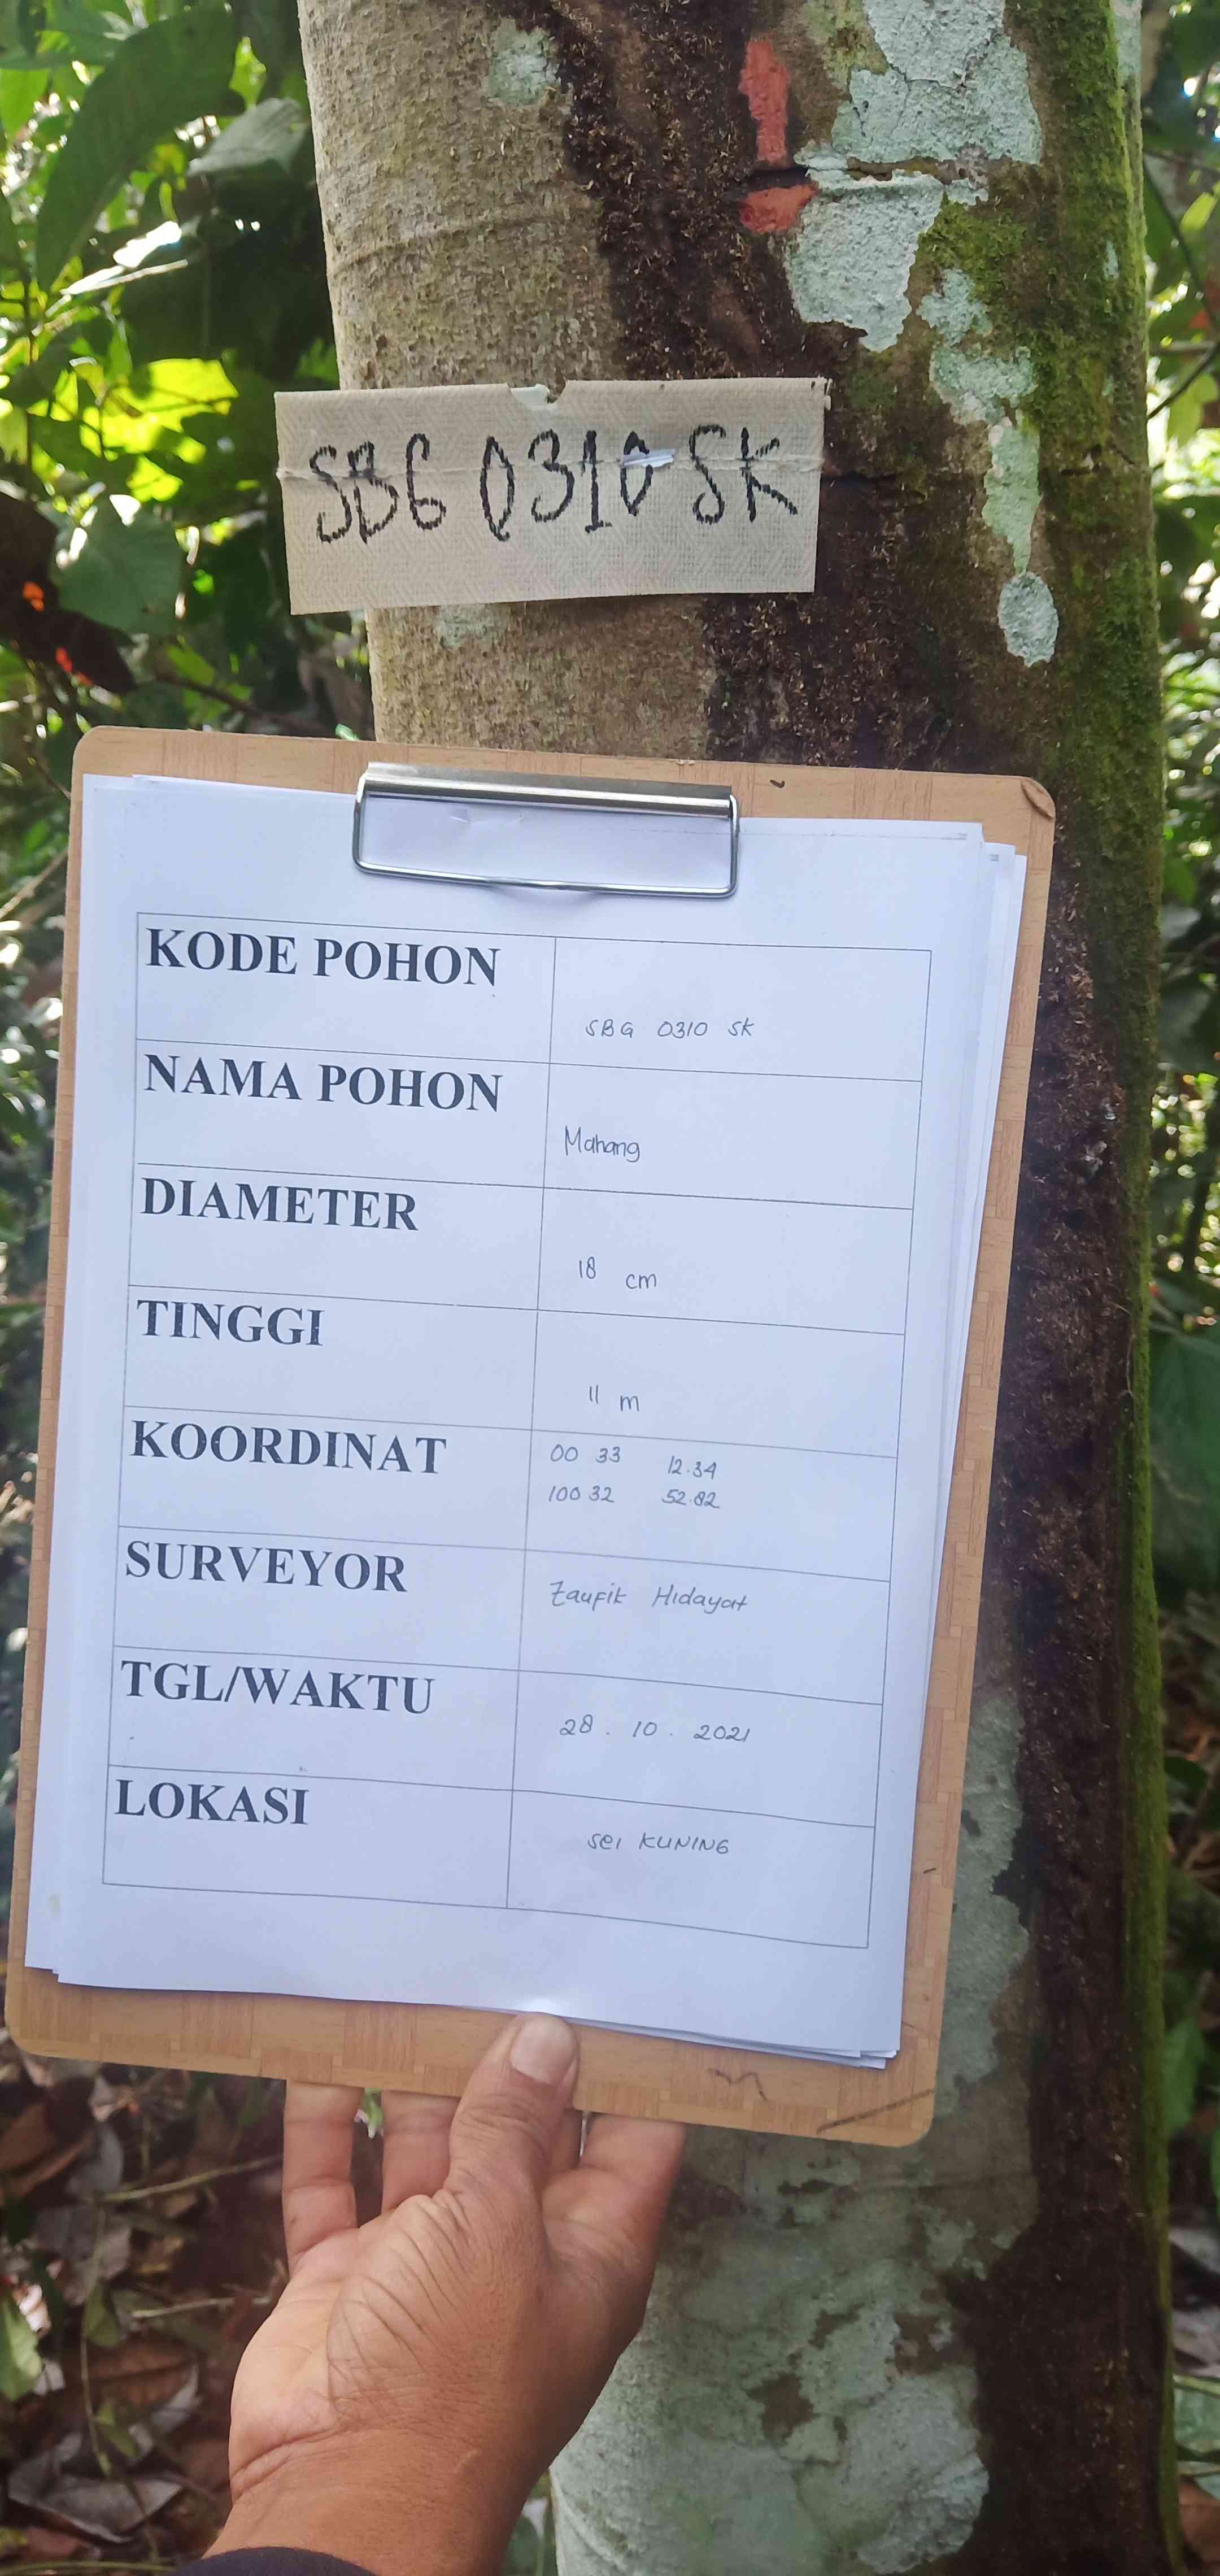 SBG 0310 SK
KODE POHON
SBG 0310 SK
NAMA POHON
Mahang
DIAMETER
18 cm
TINGGI
11 m
KOORDINAT
00 33 12.34
100 32 52.82
SURVEYOR
Zaufik Hidayat
TGL/WAKTU
28 . 10 . 2021
LOKASI
Sei KUNING